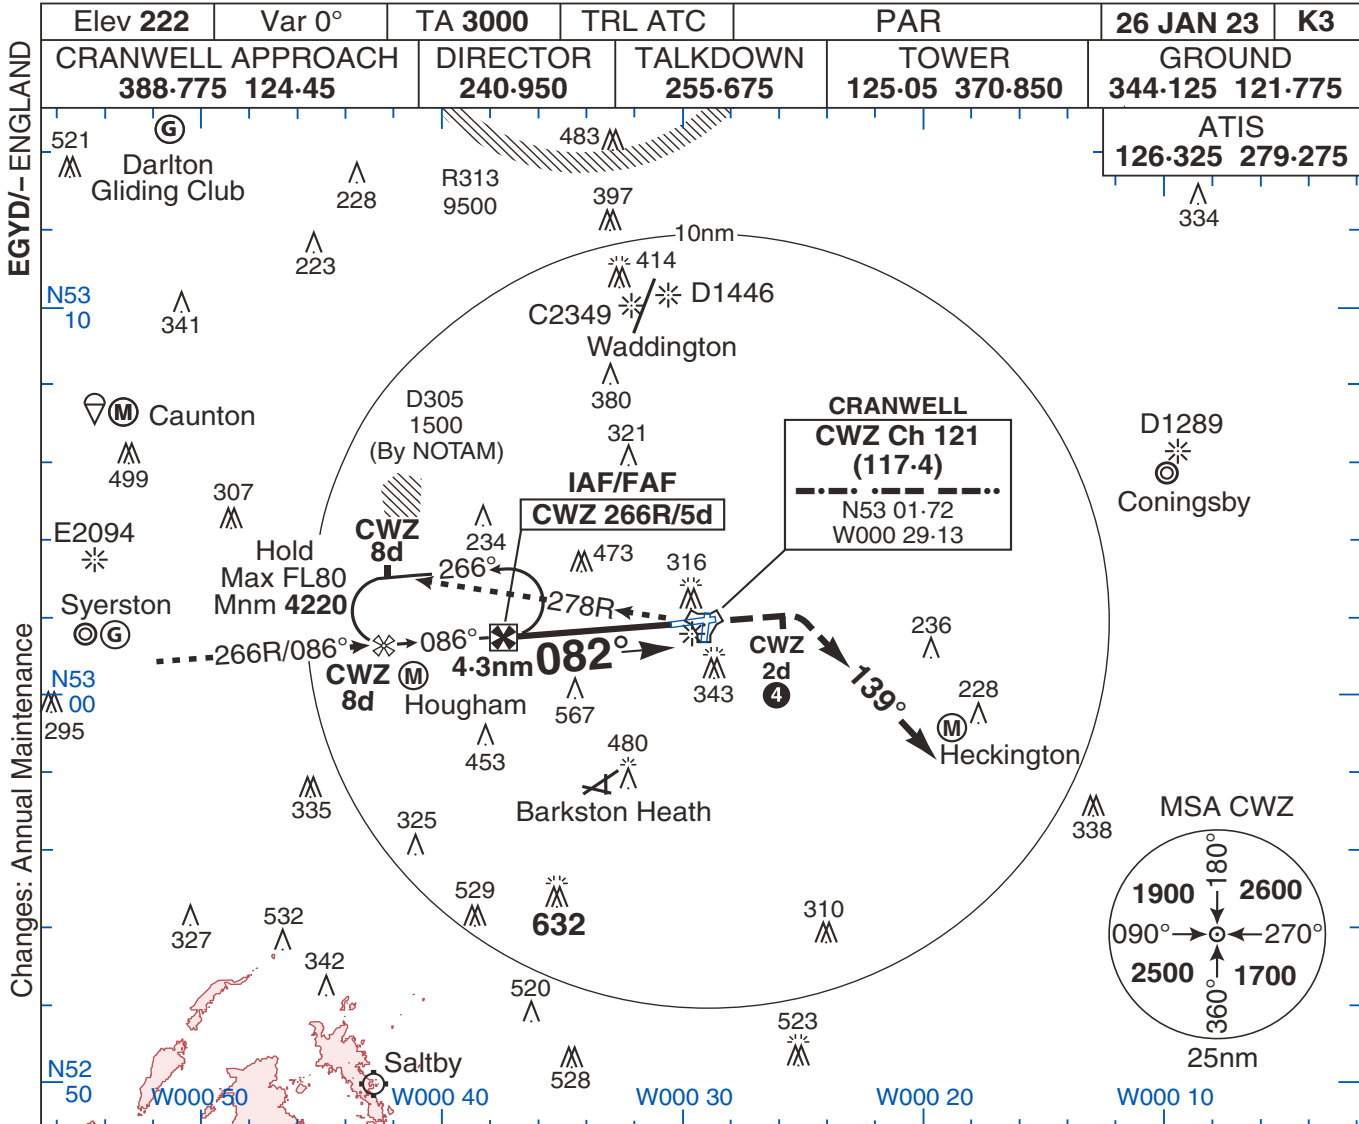 Elev 222
Var 0°
TA 3000
TRL ATC
PAR
26 JAN 23
K3
CRANWELL APPROACH
388·775 124·45
DIRECTOR
240·950
TALKDOWN
255·675
TOWER
125·05 370·850
GROUND
344·125 121·775
ATIS
126·325 279·275
EGYD/– ENGLAND
Changes: Annual Maintenance
521
G
Darlton
Gliding Club
228
223
341
N53
10
R313
9500
483
397
10nm
414
C2349
D1446
Waddington
380
321
334
M
Caunton
499
307
E2094
Syerston
G
D305
1500
(By NOTAM)
CWZ
8d
234
IAF/FAF
CWZ 266R/5d
473
316
CRANWELL
CWZ Ch 121
(117·4)
N53 01·72
W000 29·13
D1289
Coningsby
Hold
Max FL80
Mnm 4220
266°
278R
266R/086°
086°
CWZ
8d
M
Hougham
4·3nm
082°
567
343
CWZ
2d
4
139°
236
228
M
Heckington
N53
00
295
453
480
Barkston Heath
335
325
529
632
310
338
327
532
342
520
528
523
Saltby
MSA CWZ
180°
1900
2600
090°
270°
2500
1700
360°
25nm
N52
50
W000 50
W000 40
W000 30
W000 20
W000 10